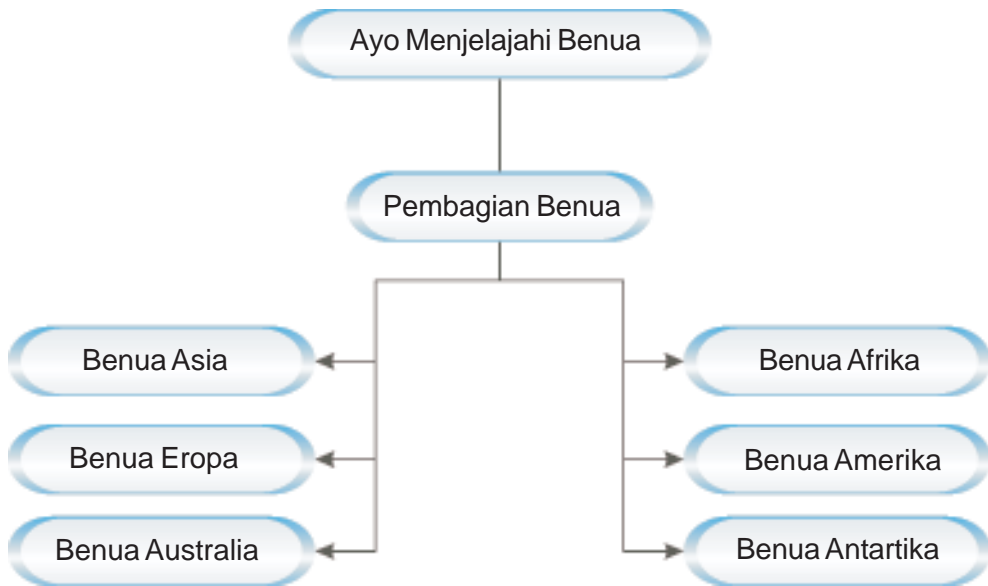 Ayo Menjelajahi Benua
Pembagian Benua
Benua Asia
Benua Eropa
Benua Australia
Benua Afrika
Benua Amerika
Benua Antartika